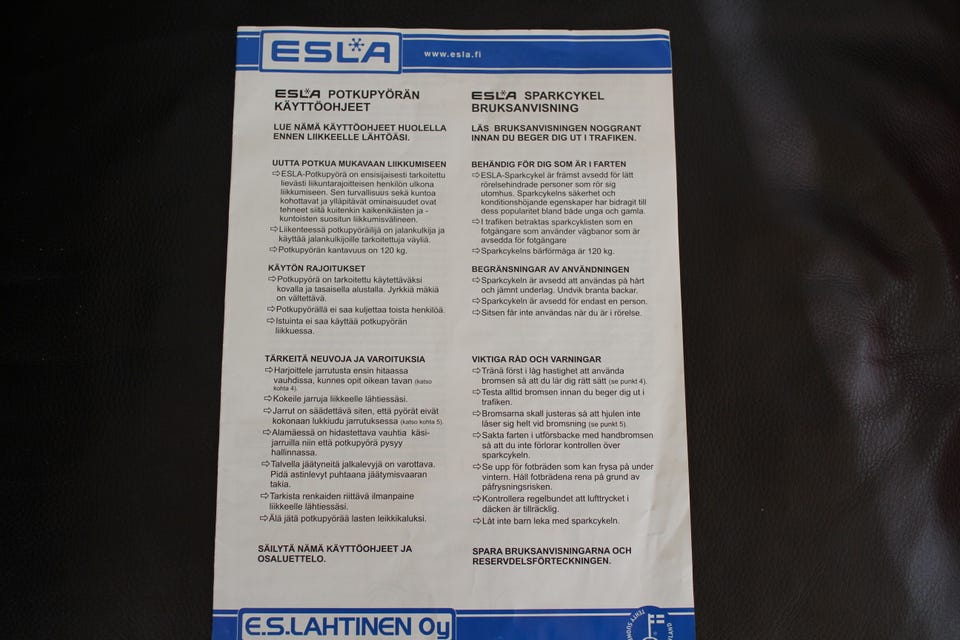 ESLA
www.esla.fi
ESLA POTKUPYÖRÄN
KÄYTTÖOHJEET
LUE NÄMÄ KÄYTTÖOHJEET HUOLELLA
ENNEN LIIKKEELLE LÄHTÖÄSI.
UUTTA POTKUA MUKAVAAN LIIKKUMISEEN
⇨ESLA-Potkupyörä on ensisijaisesti tarkoitettu
lievästi liikuntarajoitteisen henkilön ulkona
liikkumiseen. Sen turvallisuus sekä kuntoa
kohottavat ja ylläpitävät ominaisuudet ovat
tehneet siitä kuitenkin kaikenikäisten ja -
kuntoisten suositun liikkumisvälineen.
⇨Liikenteessä potkupyöräilijä on jalankulkija ja
käyttää jalankulkijoille tarkoitettuja väyliä.
⇨Potkupyörän kantavuus on 120 kg.
KÄYTÖN RAJOITUKSET
⇨Potkupyörä on tarkoitettu käytettäväksi
kovalla ja tasaisella alustalla. Jyrkkiä mäkiä
on vältettävä.
⇨Potkupyörällä ei saa kuljettaa toista henkilöä.
⇨Istuinta ei saa käyttää potkupyörän
liikkuessa.
TÄRKEITÄ NEUVOJA JA VAROITUKSIA
⇨Harjoittele jarrutusta ensin hitaassa
vauhdissa, kunnes opit oikean tavan (katso
kohta 4).
⇨Kokeile jarruja liikkeelle lähtiessäsi.
⇨Jarrut on säädettävä siten, että pyörät eivät
kokonaan lukkiudu jarrutuksessa (katso kohta 5).
⇨Alamäessä on hidastettava vauhtia käsi-
jarruilla niin että potkupyörä pysyy
hallinnassa.
⇨Talvella jäätyneitä jalkalevyjä on varottava.
Pidä astinlevyt puhtaana jäätymisvaaran
takia.
⇨Tarkista renkaiden riittävä ilmanpaine
liikkeelle lähtiessäsi.
⇨Älä jätä potkupyörää lasten leikkikaluksi.
SÄILYTÄ NÄMÄ KÄYTTÖOHJEET JA
OSALUETTELO.
ESLA SPARKCYKEL
BRUKSANVISNING
LÄS BRUKSANVISNINGEN NOGGRANT
INNAN DU BEGER DIG UT I TRAFIKEN.
BEHÄNDIG FÖR DIG SOM ÄR I FARTEN
⇨ESLA-Sparkcykel är främst avsedd för lätt
rörelsehindrade personer som rör sig
utomhus. Sparkcykelns säkerhet och
konditionshöjande egenskaper har bidragit till
dess popularitet bland både unga och gamla.
⇨I trafiken betraktas sparkcyklisten som en
fotgängare som använder vägbanor som är
avsedda för fotgängare
⇨Sparkcykelns bärförmåga är 120 kg.
BEGRÄNSNINGAR AV ANVÄNDNINGEN
⇨Sparkcykeln är avsedd att användas på hårt
och jämnt underlag. Undvik branta backar.
⇨Sparkcykeln är avsedd för endast en person.
⇨Sitsen får inte användas när du är i rörelse.
VIKTIGA RÅD OCH VARNINGAR
⇨Träna först i låg hastighet att använda
bromsen så att du lär dig rätt sätt (se punkt 4).
⇨Testa alltid bromsen innan du beger dig ut i
trafiken.
⇨Bromsarna skall justeras så att hjulen inte
låser sig helt vid bromsning (se punkt 5).
⇨Sakta farten i utförsbacke med handbromsen
så att du inte förlorar kontrollen över
sparkcykeln.
⇨Se upp för fotbräden som kan frysa på under
vintern. Håll fotbrädena rena på grund av
påfrysningsrisken.
⇨Kontrollera regelbundet att lufttrycket i
däcken är tillräcklig.
⇨Låt inte barn leka med sparkcykeln.
SPARA BRUKSANVISNINGARNA OCH
RESERVDELSFÖRTECKNINGEN.
E.S.LAHTINEN Oy